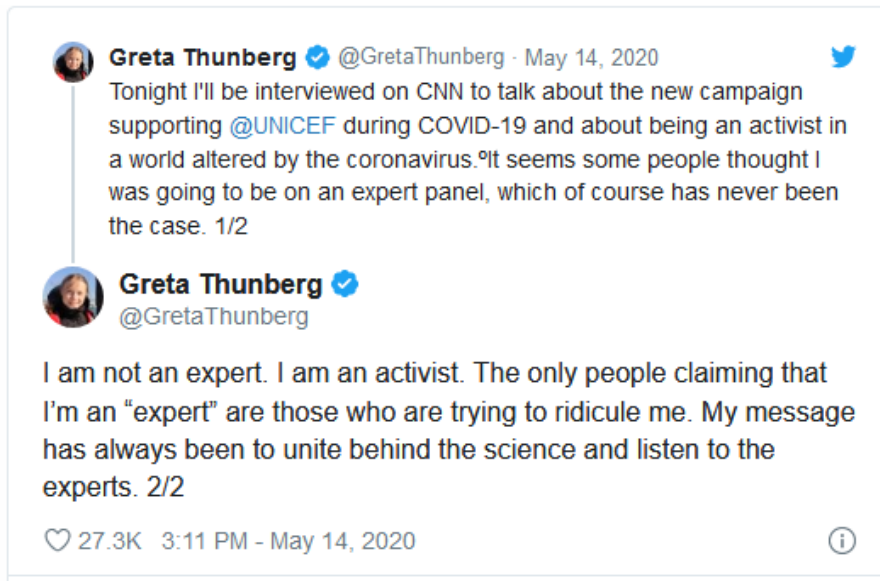 Greta Thunberg @GretaThunberg · May 14, 2020
Tonight I'll be interviewed on CNN to talk about the new campaign
supporting @UNICEF during COVID-19 and about being an activist in
a world altered by the coronavirus.ºIt seems some people thought I
was going to be on an expert panel, which of course has never been
the case. 1/2
Greta Thunberg
@GretaThunberg
I am not an expert. I am an activist. The only people claiming that
I'm an “expert” are those who are trying to ridicule me. My message
has always been to unite behind the science and listen to the
experts. 2/2
27.3K 3:11 PM - May 14, 2020